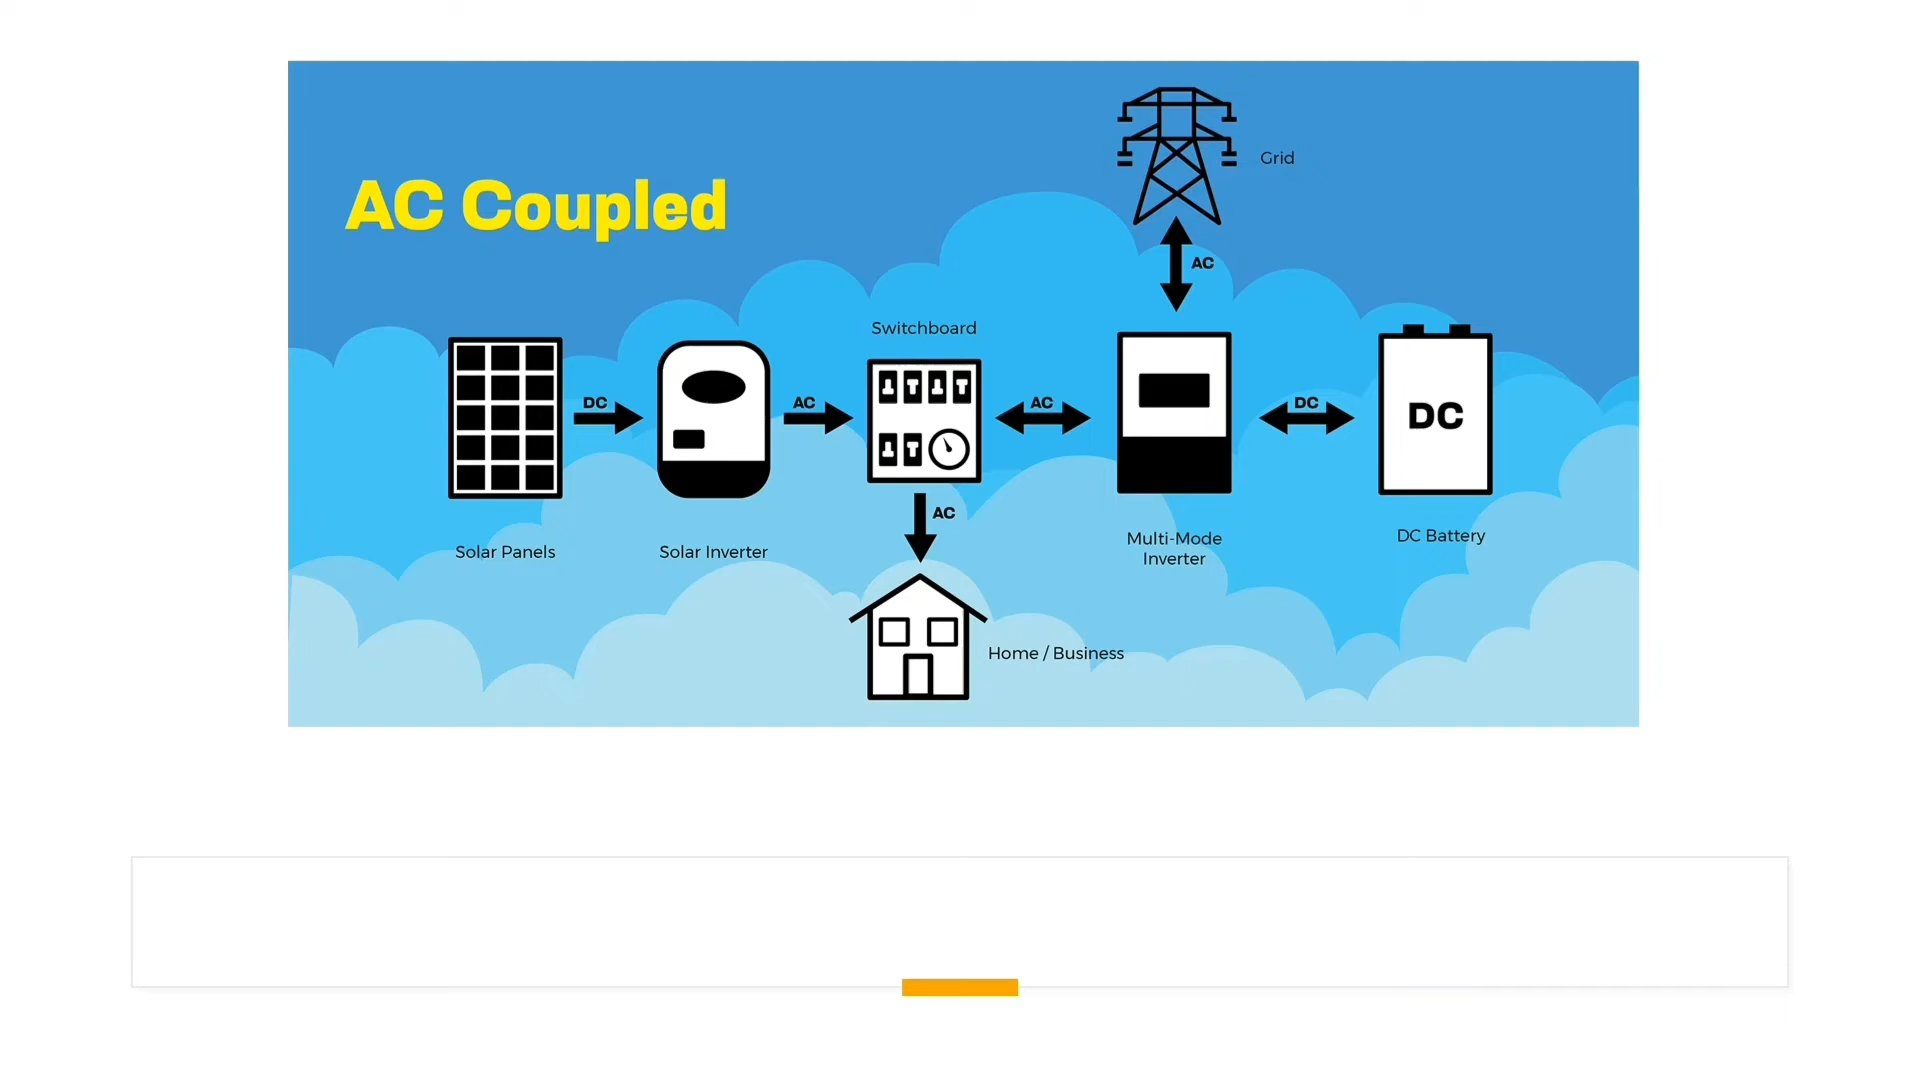 AC Coupled
Grid
AC
Switchboard
DC
AC
AC
DC
DC
AC
Solar Panels
Solar Inverter
Multi-Mode
Inverter
DC Battery
Home / Business